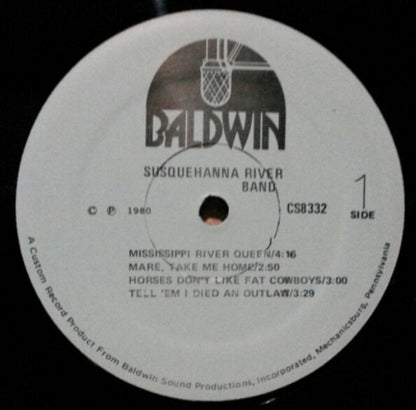 BALDWIN
SUSQUEHANNA RIVER
BAND
© ℗ 1980
CS8332
1
SIDE
MISSISSIPPI RIVER QUEEN/4:16
MARE, TAKE ME HOME/2:50
HORSES DON'T LIKE FAT COWBOYS/3:00
TELL 'EM I DIED AN OUTLAW/3:29
A Custom Record Product From Baldwin Sound Productions, Incorporated, Mechanicsburg, Pennsylvania